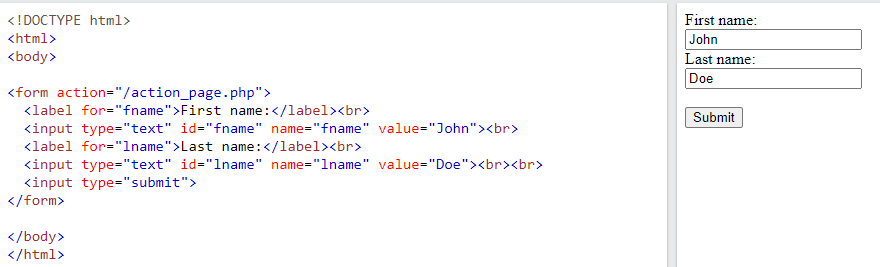 <!DOCTYPE html>
<html>
<body>

<form action="/action_page.php">
  <label for="fname">First name:</label><br>
  <input type="text" id="fname" name="fname" value="John"><br>
  <label for="lname">Last name:</label><br>
  <input type="text" id="lname" name="lname" value="Doe"><br><br>
  <input type="submit">
</form>

</body>
</html>
First name:
John
Last name:
Doe
Submit